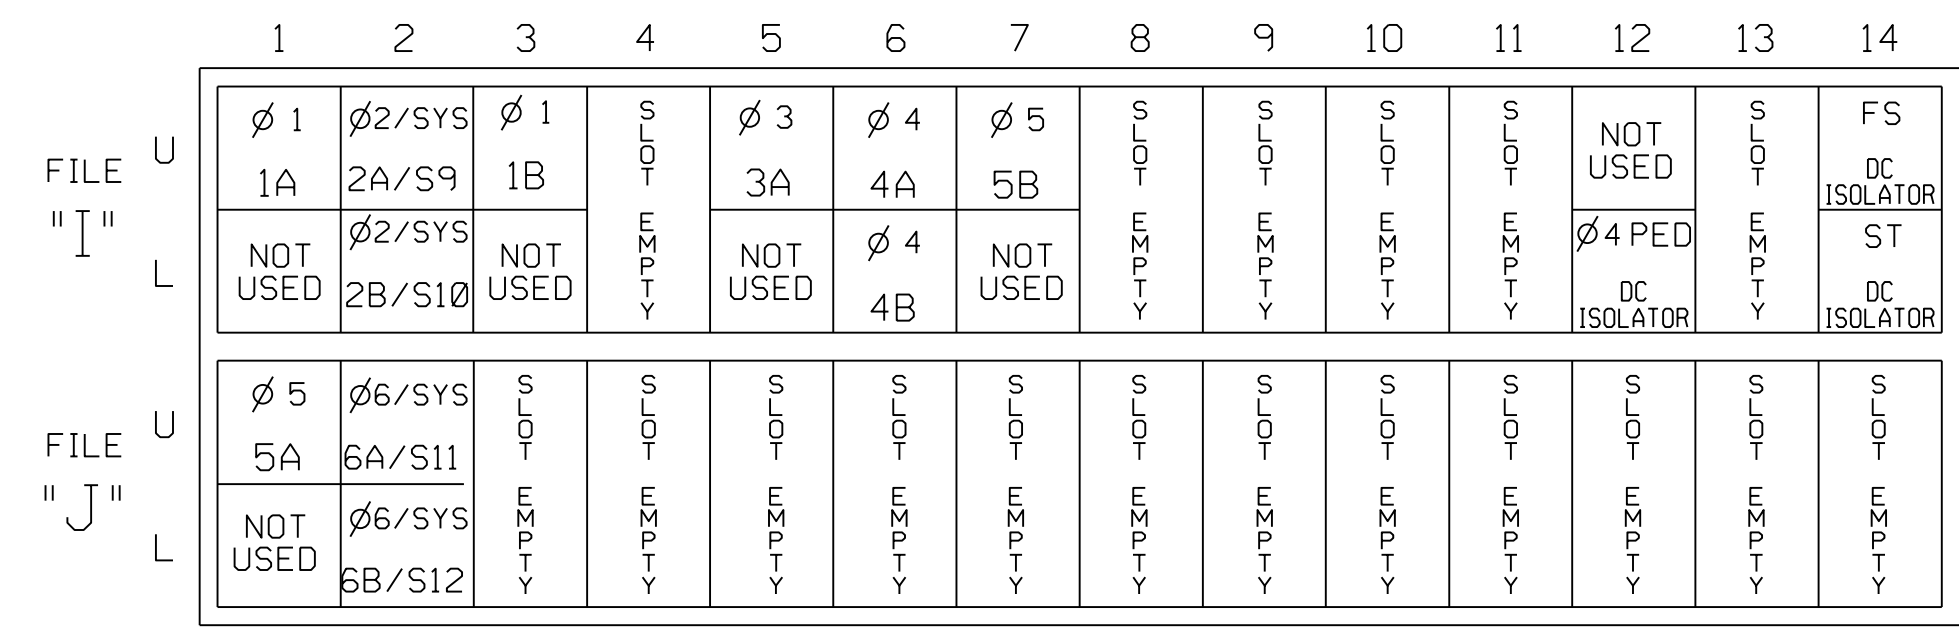 1 2 3 4 5 6 7 8 9 10 11 12 13 14
FILE
"I"
U
L
Ø 1
1A
NOT
USED
Ø2/SYS
2A/S9
Ø2/SYS
2B/S10
Ø 1
1B
NOT
USED
SLOT EMPTY
Ø 3
3A
NOT
USED
Ø 4
4A
Ø 4
4B
Ø 5
5B
NOT
USED
SLOT EMPTY
SLOT EMPTY
SLOT EMPTY
SLOT EMPTY
NOT
USED
Ø4 PED
DC
ISOLATOR
SLOT EMPTY
FS
DC
ISOLATOR
ST
DC
ISOLATOR
FILE
"J"
U
L
Ø 5
5A
NOT
USED
Ø6/SYS
6A/S11
Ø6/SYS
6B/S12
SLOT EMPTY
SLOT EMPTY
SLOT EMPTY
SLOT EMPTY
SLOT EMPTY
SLOT EMPTY
SLOT EMPTY
SLOT EMPTY
SLOT EMPTY
SLOT EMPTY
SLOT EMPTY
SLOT EMPTY